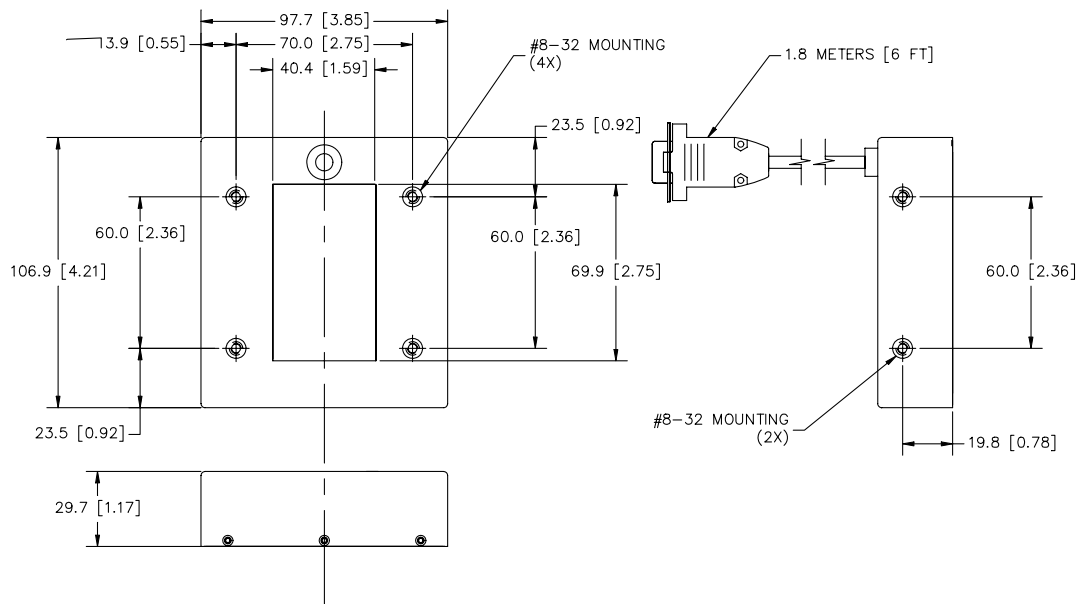 97.7 [3.85]
13.9 [0.55]
70.0 [2.75]
40.4 [1.59]
#8-32 MOUNTING
(4X)
1.8 METERS [6 FT]
23.5 [0.92]
60.0 [2.36]
60.0 [2.36]
106.9 [4.21]
69.9 [2.75]
60.0 [2.36]
23.5 [0.92]
#8-32 MOUNTING
(2X)
19.8 [0.78]
29.7 [1.17]